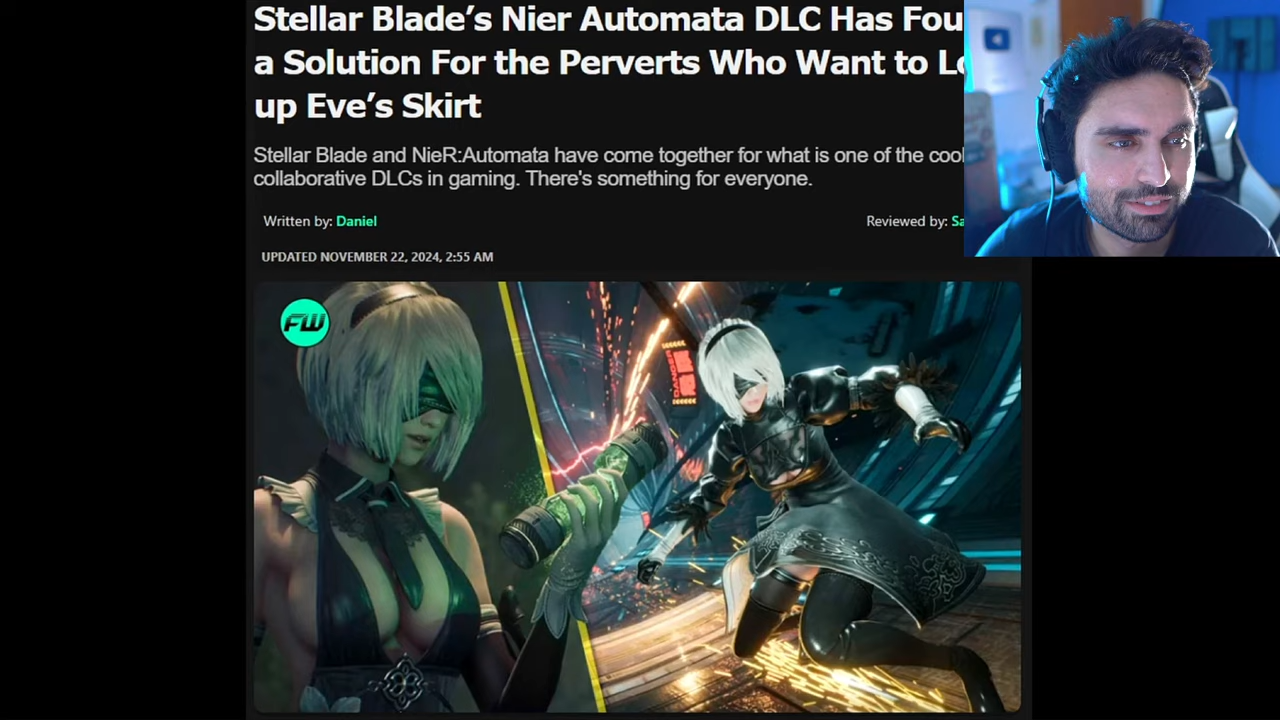 Stellar Blade’s Nier Automata DLC Has Fou
a Solution For the Perverts Who Want to Lo
up Eve’s Skirt
Stellar Blade and NieR:Automata have come together for what is one of the cool
collaborative DLCs in gaming. There's something for everyone.
Written by: Daniel
Reviewed by: Sa
UPDATED NOVEMBER 22, 2024, 2:55 AM
FW